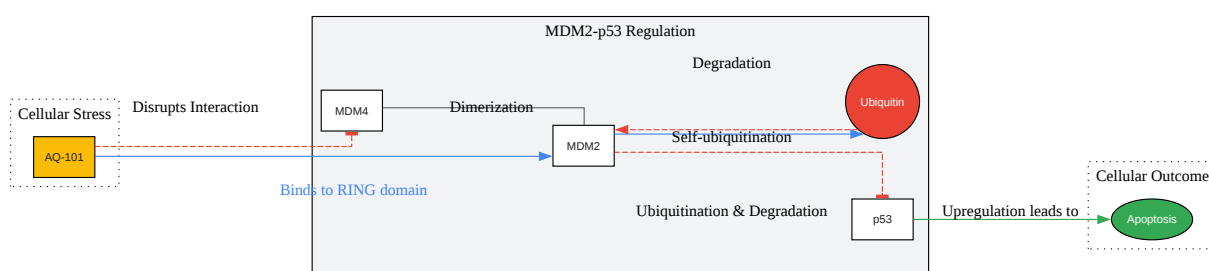 MDM2-p53 Regulation
Degradation
Cellular Stress
Disrupts Interaction
MDM4
Dimerization
Ubiquitin
AQ-101
MDM2
Self-ubiquitination
Binds to RING domain
Cellular Outcome
Ubiquitination & Degradation
p53
Upregulation leads to
Apoptosis